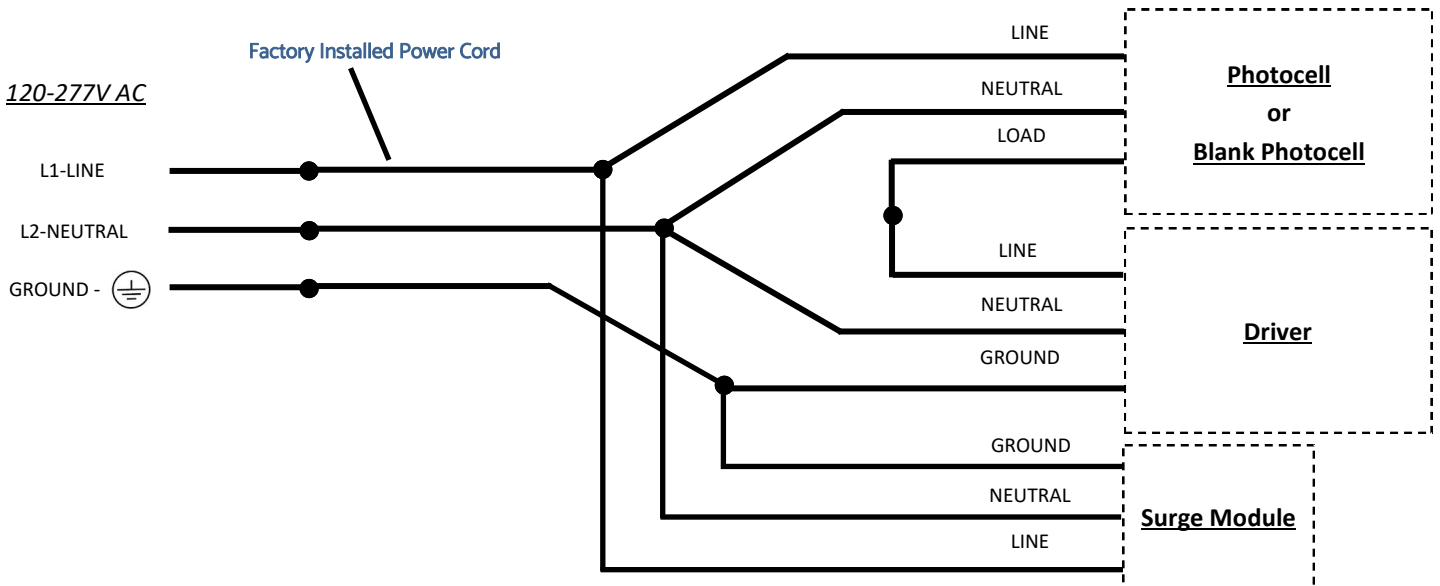 Factory Installed Power Cord
120-277V AC
L1-LINE
L2-NEUTRAL
GROUND -
LINE
NEUTRAL
LOAD
Photocell
or
Blank Photocell
LINE
NEUTRAL
GROUND
Driver
GROUND
NEUTRAL
LINE
Surge Module